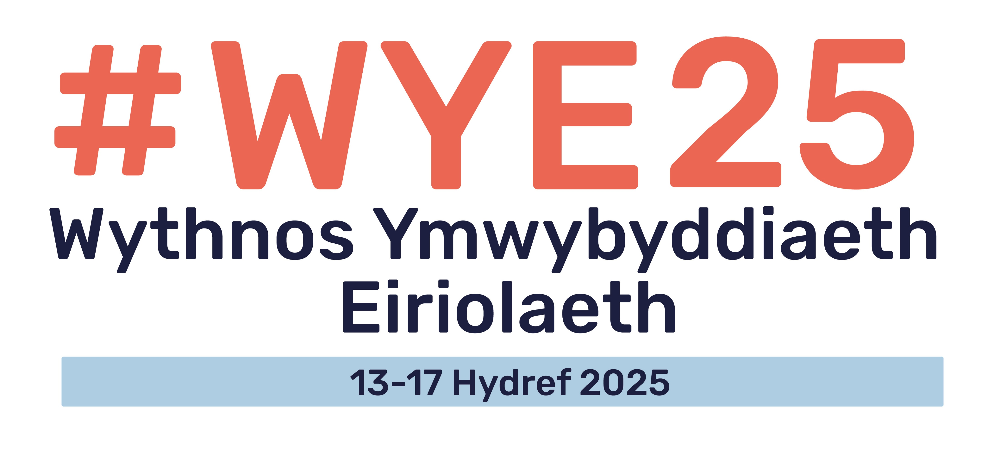 #WYE25
Wythnos Ymwybyddiaeth
Eiriolaeth
13-17 Hydref 2025